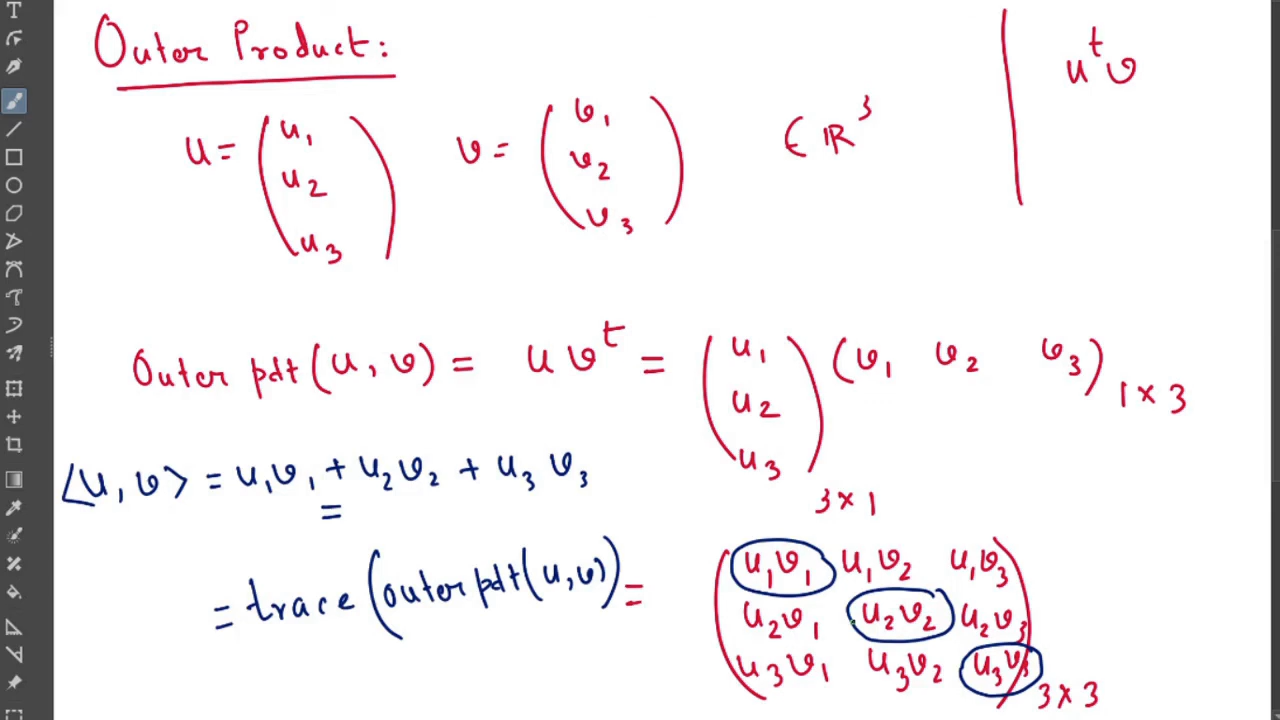 Outer Product:
uᵗv
u = (u₁ u₂ u₃) v = (v₁ v₂ v₃) ∈ ℝ³
Outer pdt(u, v) = u vᵗ = (u₁ u₂ u₃)3×1 (v₁ v₂ v₃)1×3
⟨u, v⟩ = u₁v₁ + u₂v₂ + u₃v₃
=
= trace(outer pdt(u, v)) =
(u₁v₁ u₁v₂ u₁v₃
u₂v₁ u₂v₂ u₂v₃
u₃v₁ u₃v₂ u₃v₃)3×3